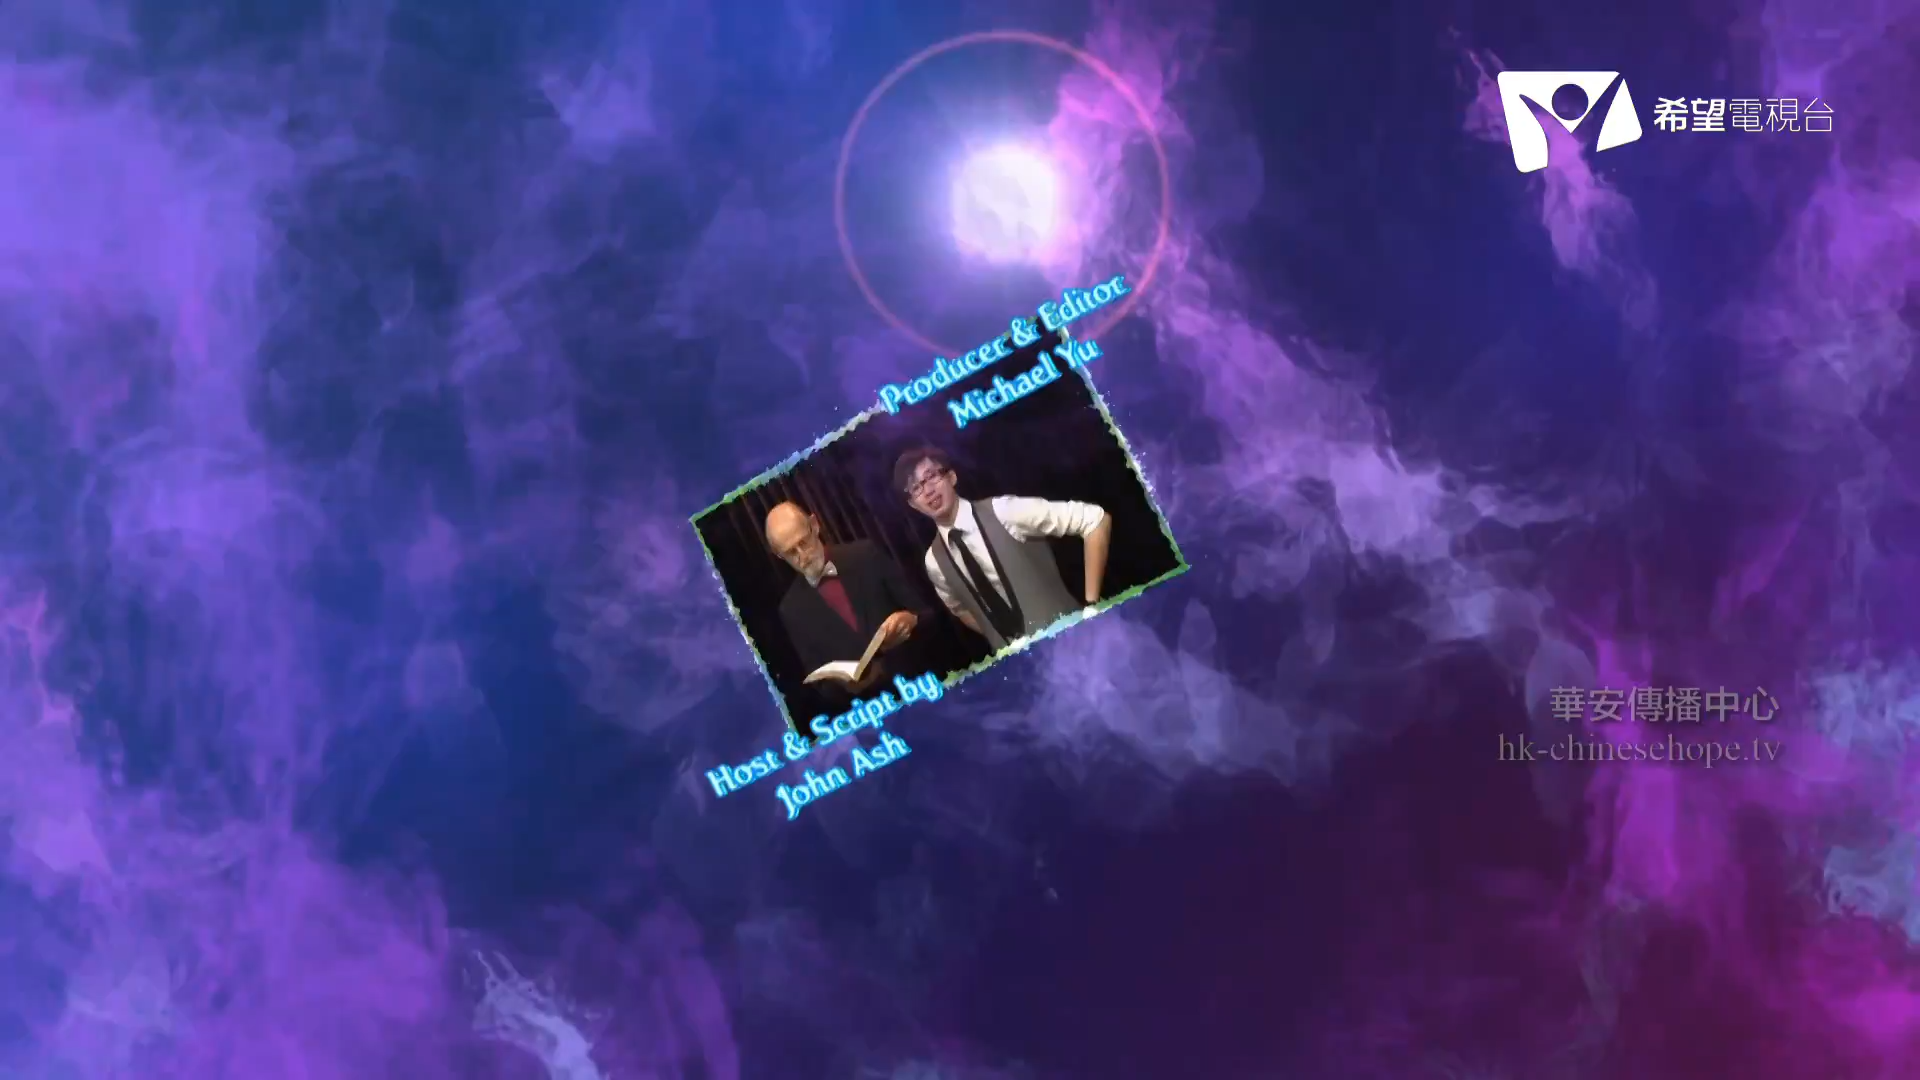 希望電視台
Producer & Editor
Michael Yu
Host & Script by
John Ash
華安傳播中心
hk-chinesehope.tv